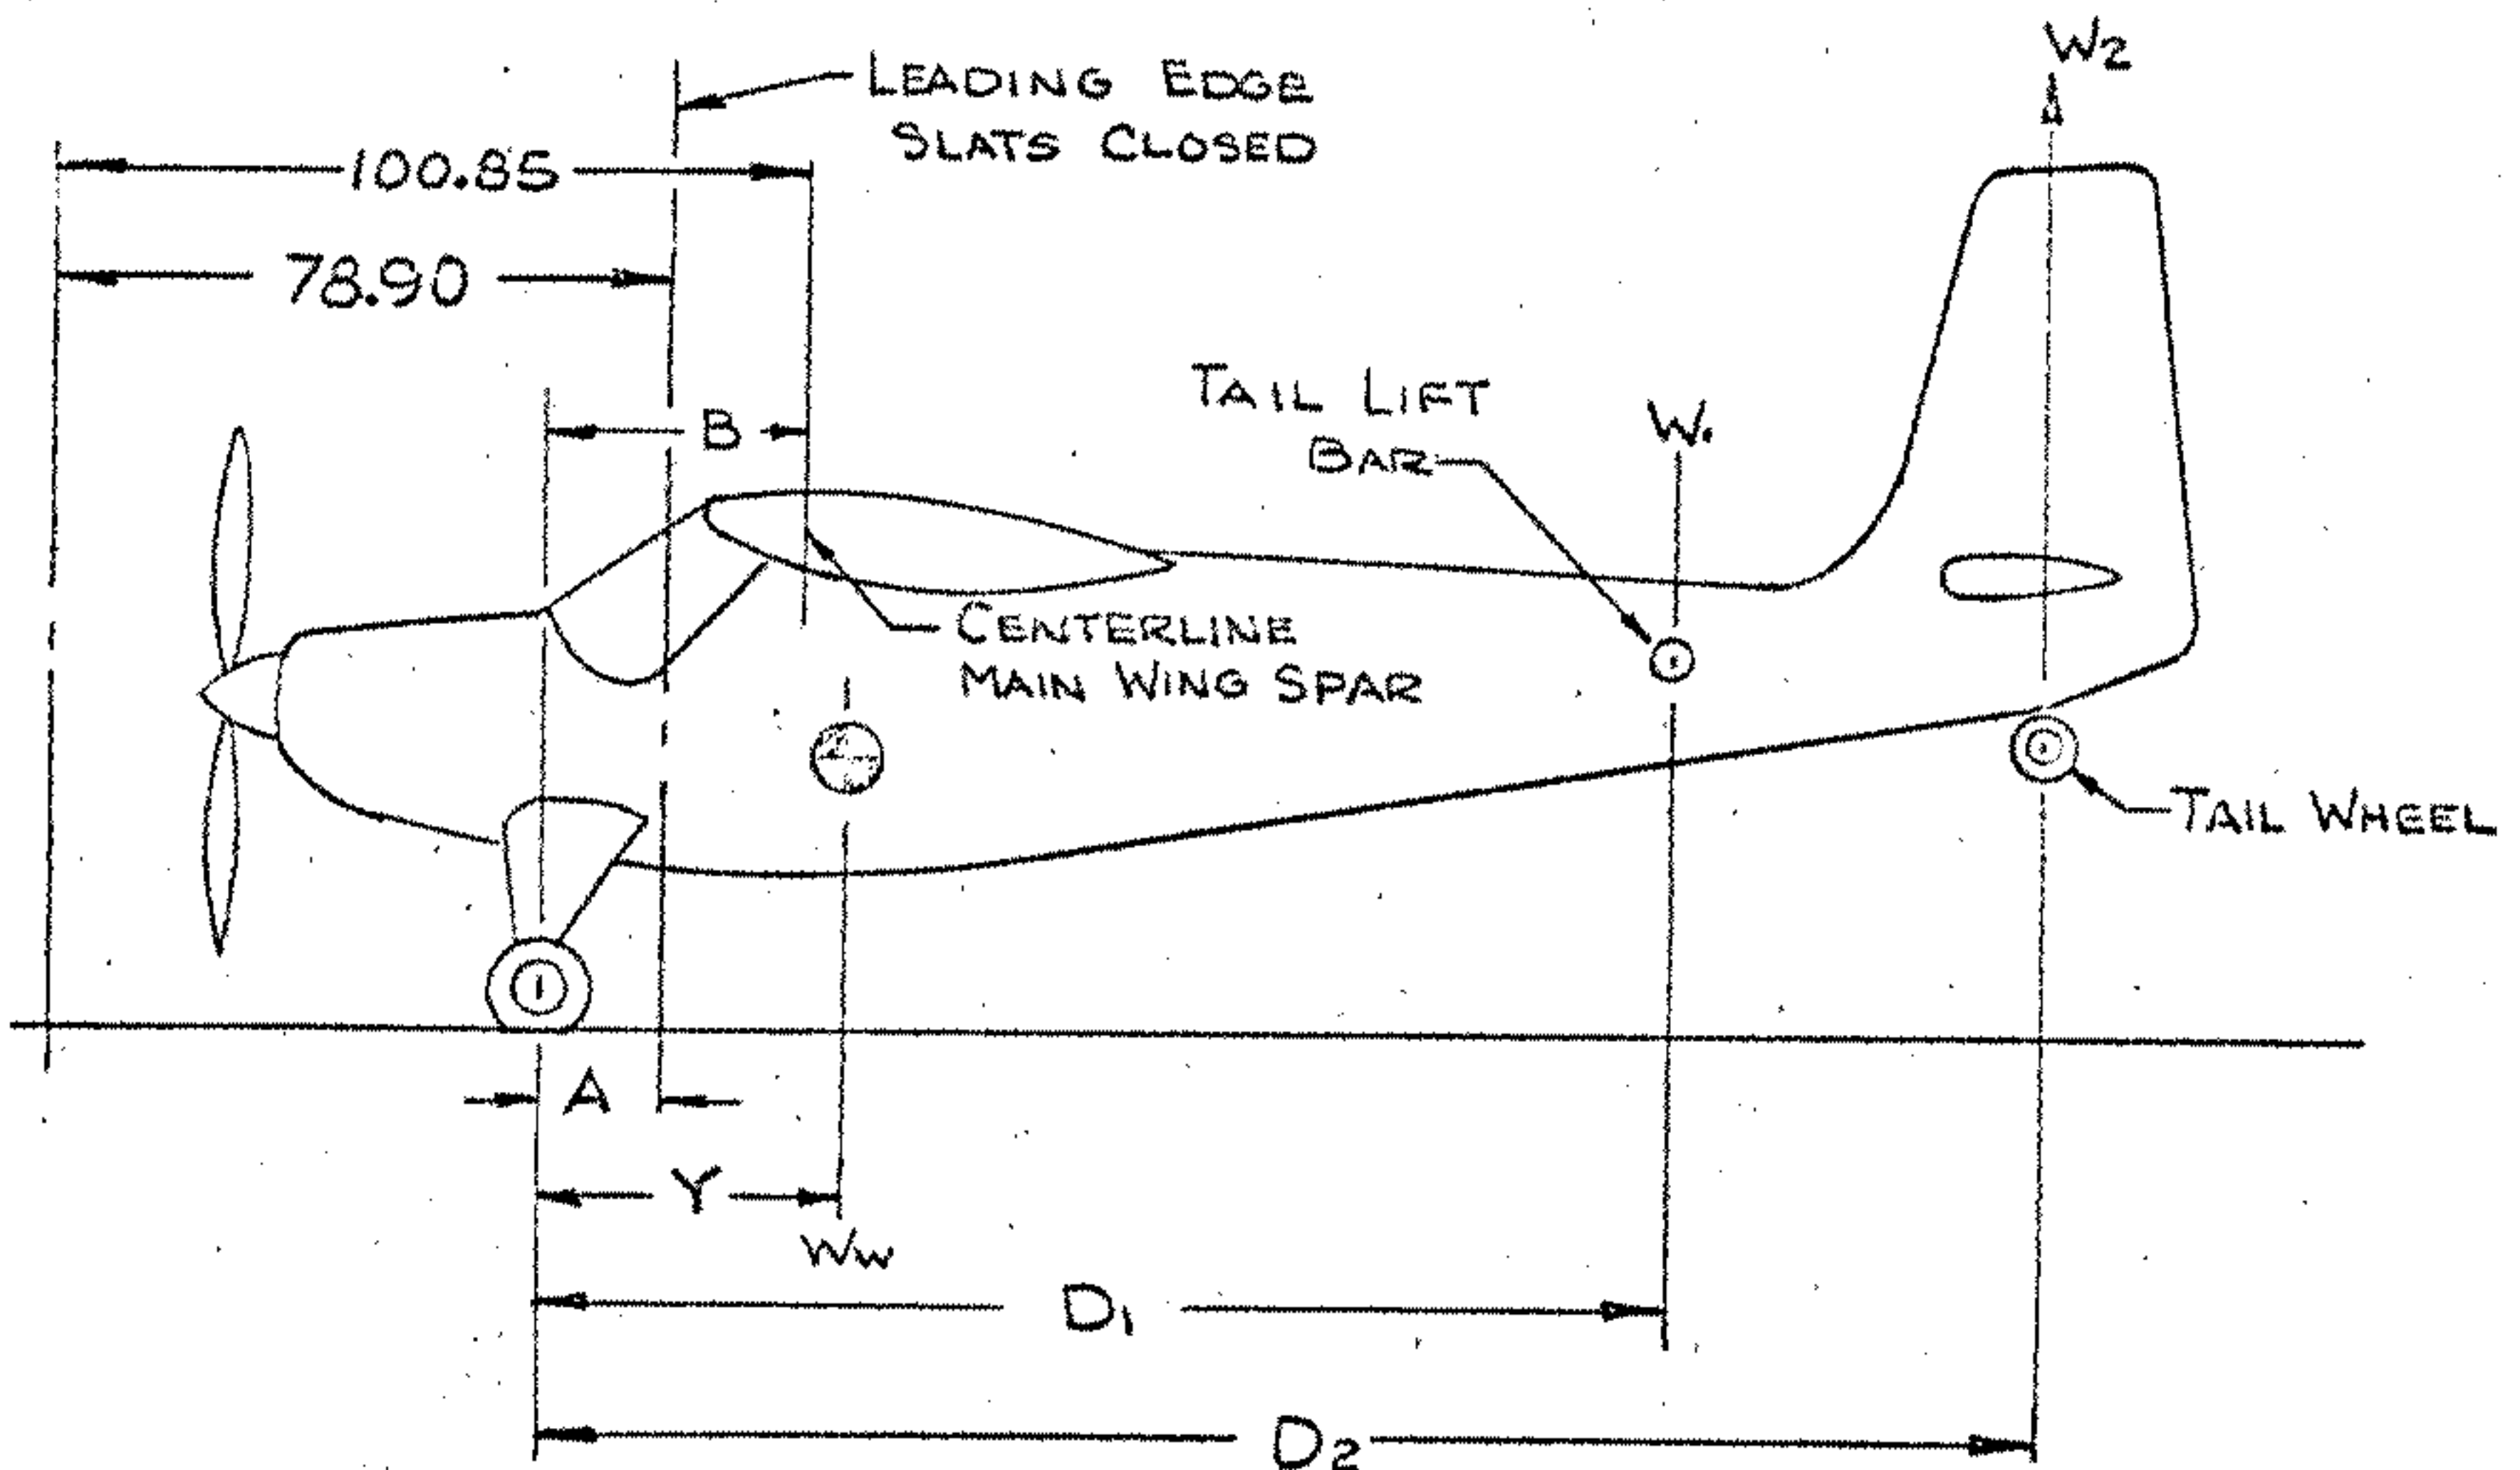 W2
LEADING EDGE
SLATS CLOSED
100.85
78.90
B
TAIL LIFT
BAR
W1
CENTERLINE
MAIN WING SPAR
TAIL WHEEL
A
Y
WW
D1
D2